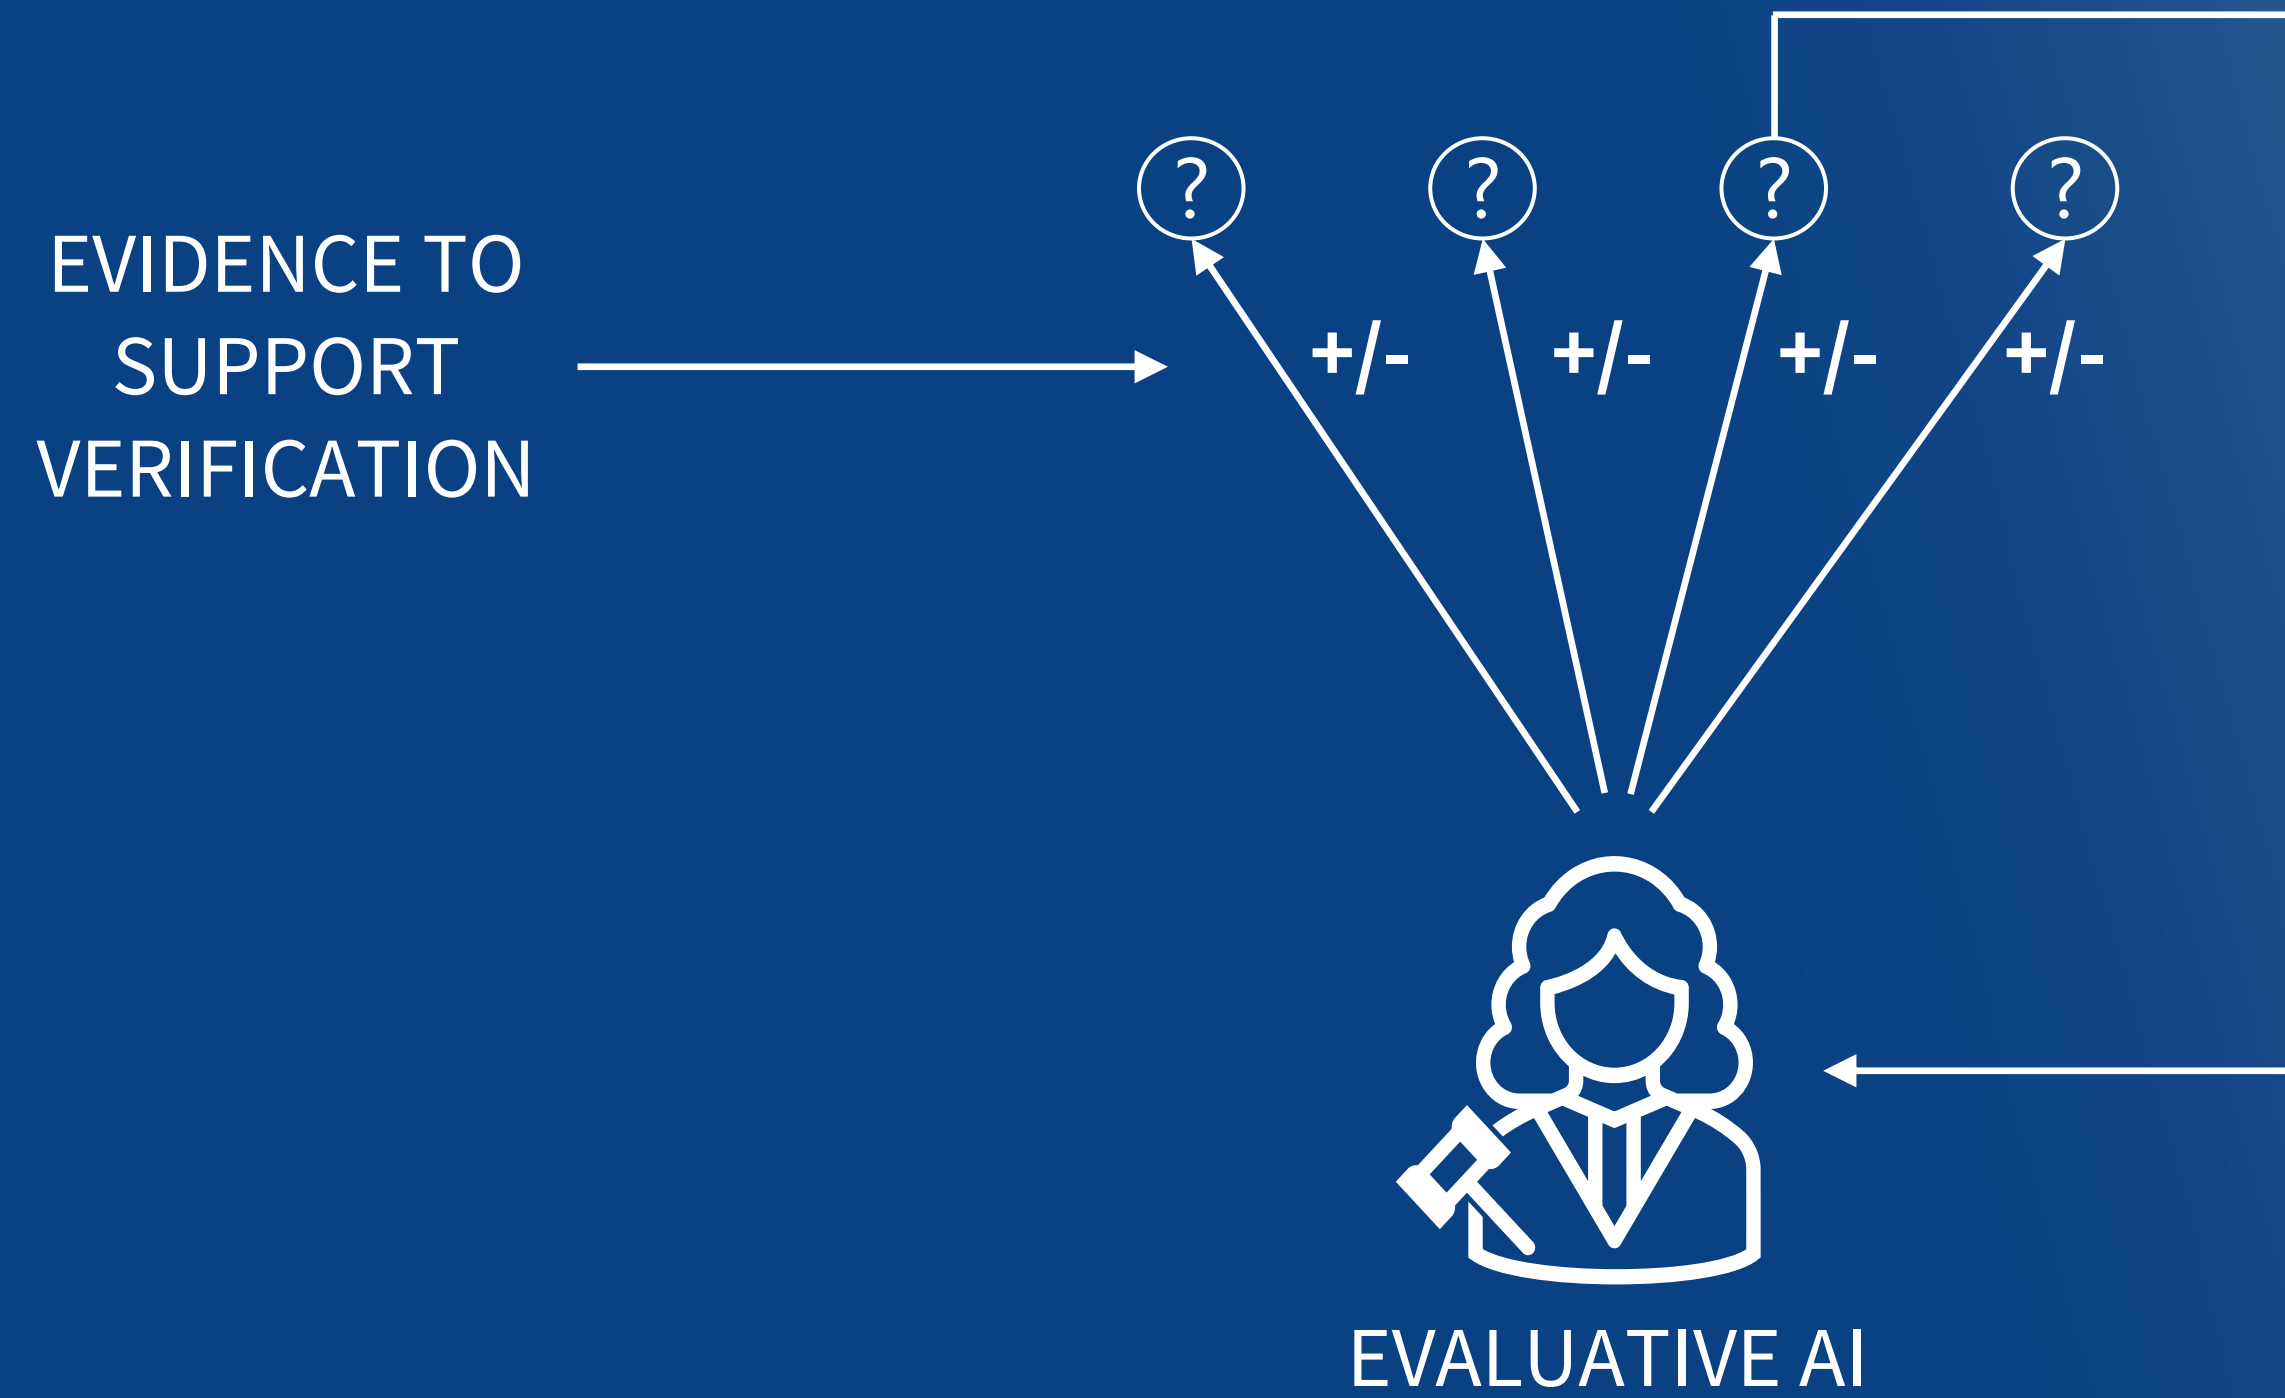 ? ? ? ?
EVIDENCE TO
SUPPORT
VERIFICATION
+/- +/- +/- +/-
EVALUATIVE AI